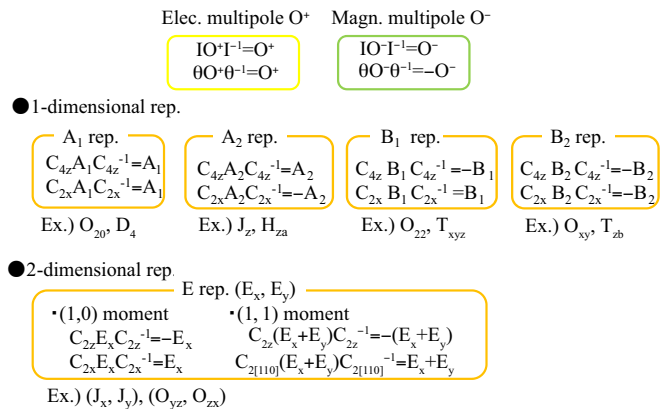 Elec. multipole O⁺ Magn. multipole O⁻
IO⁺I⁻¹=O⁺ IO⁻I⁻¹=O⁻
θO⁺θ⁻¹=O⁺ θO⁻θ⁻¹=−O⁻
●1-dimensional rep.
A₁ rep. A₂ rep. B₁ rep. B₂ rep.
C₄zA₁C₄z⁻¹=A₁ C₄zA₂C₄z⁻¹=A₂ C₄z B₁ C₄z⁻¹ =−B₁ C₄z B₂ C₄z⁻¹=−B₂
C₂xA₁C₂x⁻¹=A₁ C₂xA₂C₂x⁻¹=−A₂ C₂x B₁ C₂x⁻¹ =B₁ C₂x B₂ C₂x⁻¹=−B₂
Ex.) O₂₀, D₄ Ex.) Jz, Hza Ex.) O₂₂, Txyz Ex.) Oxy, Tzb
●2-dimensional rep.
E rep. (Ex, Ey)
・(1,0) moment ・(1, 1) moment
C₂zExC₂z⁻¹=−Ex C₂z(Ex+Ey)C₂z⁻¹=−(Ex+Ey)
C₂xExC₂x⁻¹=Ex C₂[110](Ex+Ey)C₂[110]⁻¹=Ex+Ey
Ex.) (Jx, Jy), (Oyz, Ozx)